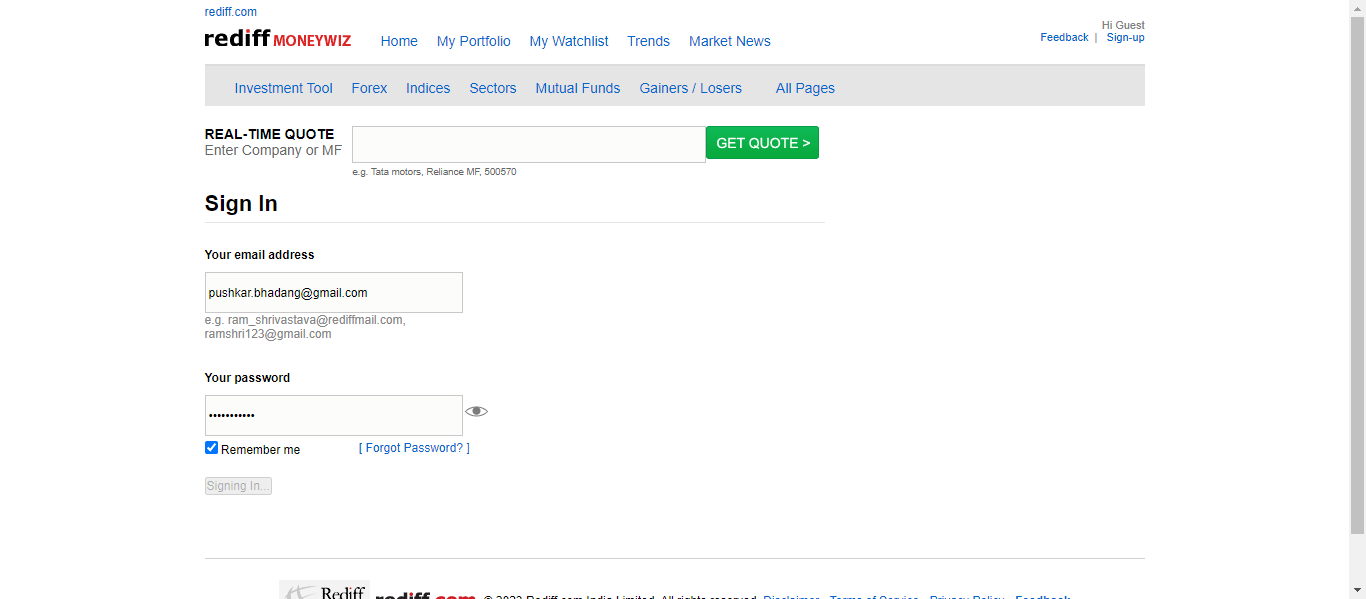 rediff.com
rediff MONEYWIZ Home My Portfolio My Watchlist Trends Market News
Hi Guest
Feedback | Sign-up
Investment Tool Forex Indices Sectors Mutual Funds Gainers / Losers All Pages
REAL-TIME QUOTE
Enter Company or MF
GET QUOTE >
e.g. Tata motors, Reliance MF, 500570
Sign In
Your email address
pushkar.bhadang@gmail.com
e.g. ram_shrivastava@rediffmail.com,
ramshri123@gmail.com
Your password
•••••••••••
Remember me [ Forgot Password? ]
Signing In...
Rediff rediff.com © 2022 Rediff.com India Limited. All rights reserved. Disclaimer Terms of Service Privacy Policy Feedback